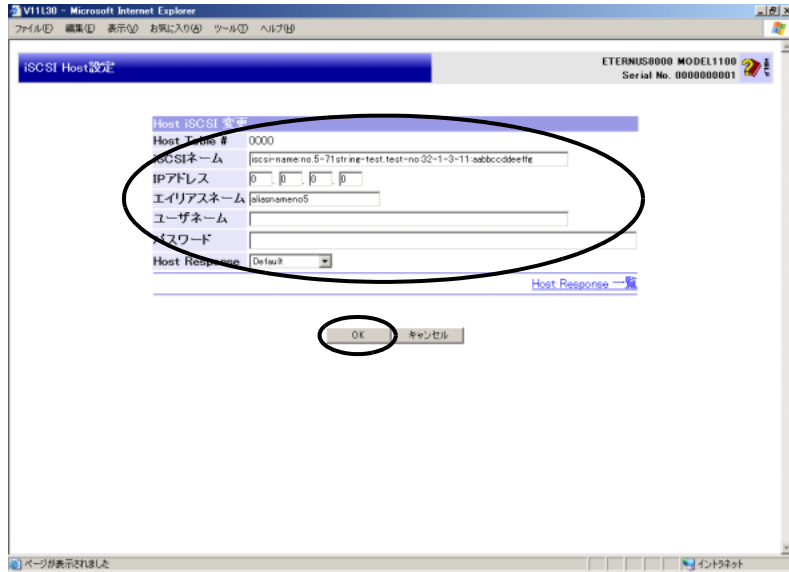 V11L30 - Microsoft Internet Explorer
ファイル(F) 編集(E) 表示(V) お気に入り(A) ツール(T) ヘルプ(H)
iSCSI Host設定
ETERNUS8000 MODEL1100
Serial No. 0000000001
Host iSCSI 変更
Host Table # 0000
iSCSIネーム iscsi-name:no.5-71string-test.test-no:32-1-3-11:aabbccddeeffg
IPアドレス 0 . 0 . 0 . 0
エイリアスネーム aliasnameno5
ユーザネーム
パスワード
Host Response Default
Host Response 一覧
OK キャンセル
ページが表示されました イントラネット